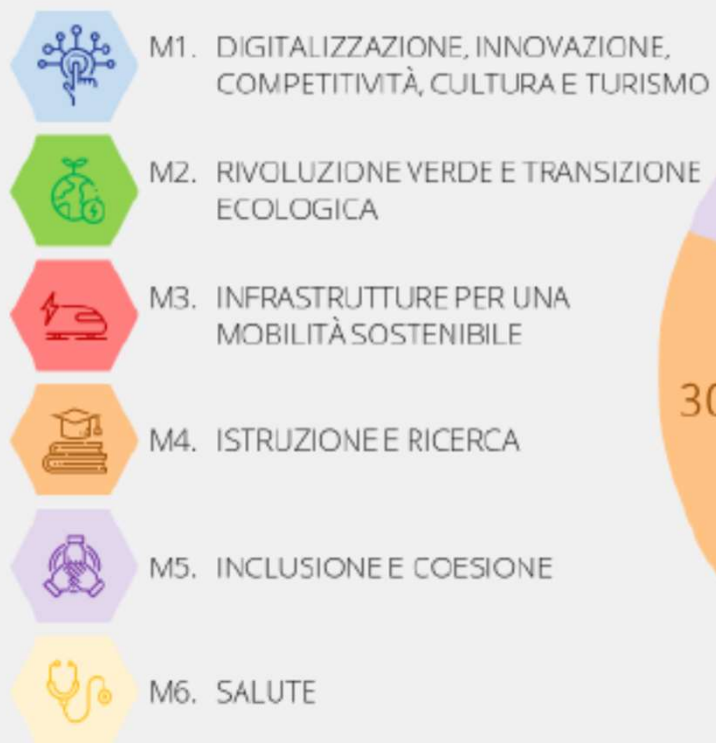 M1. DIGITALIZZAZIONE, INNOVAZIONE,
COMPETITIVITÀ, CULTURA E TURISMO
M2. RIVOLUZIONE VERDE E TRANSIZIONE
ECOLOGICA
M3. INFRASTRUTTURE PER UNA
MOBILITÀ SOSTENIBILE
30
M4. ISTRUZIONE E RICERCA
M5. INCLUSIONE E COESIONE
M6. SALUTE